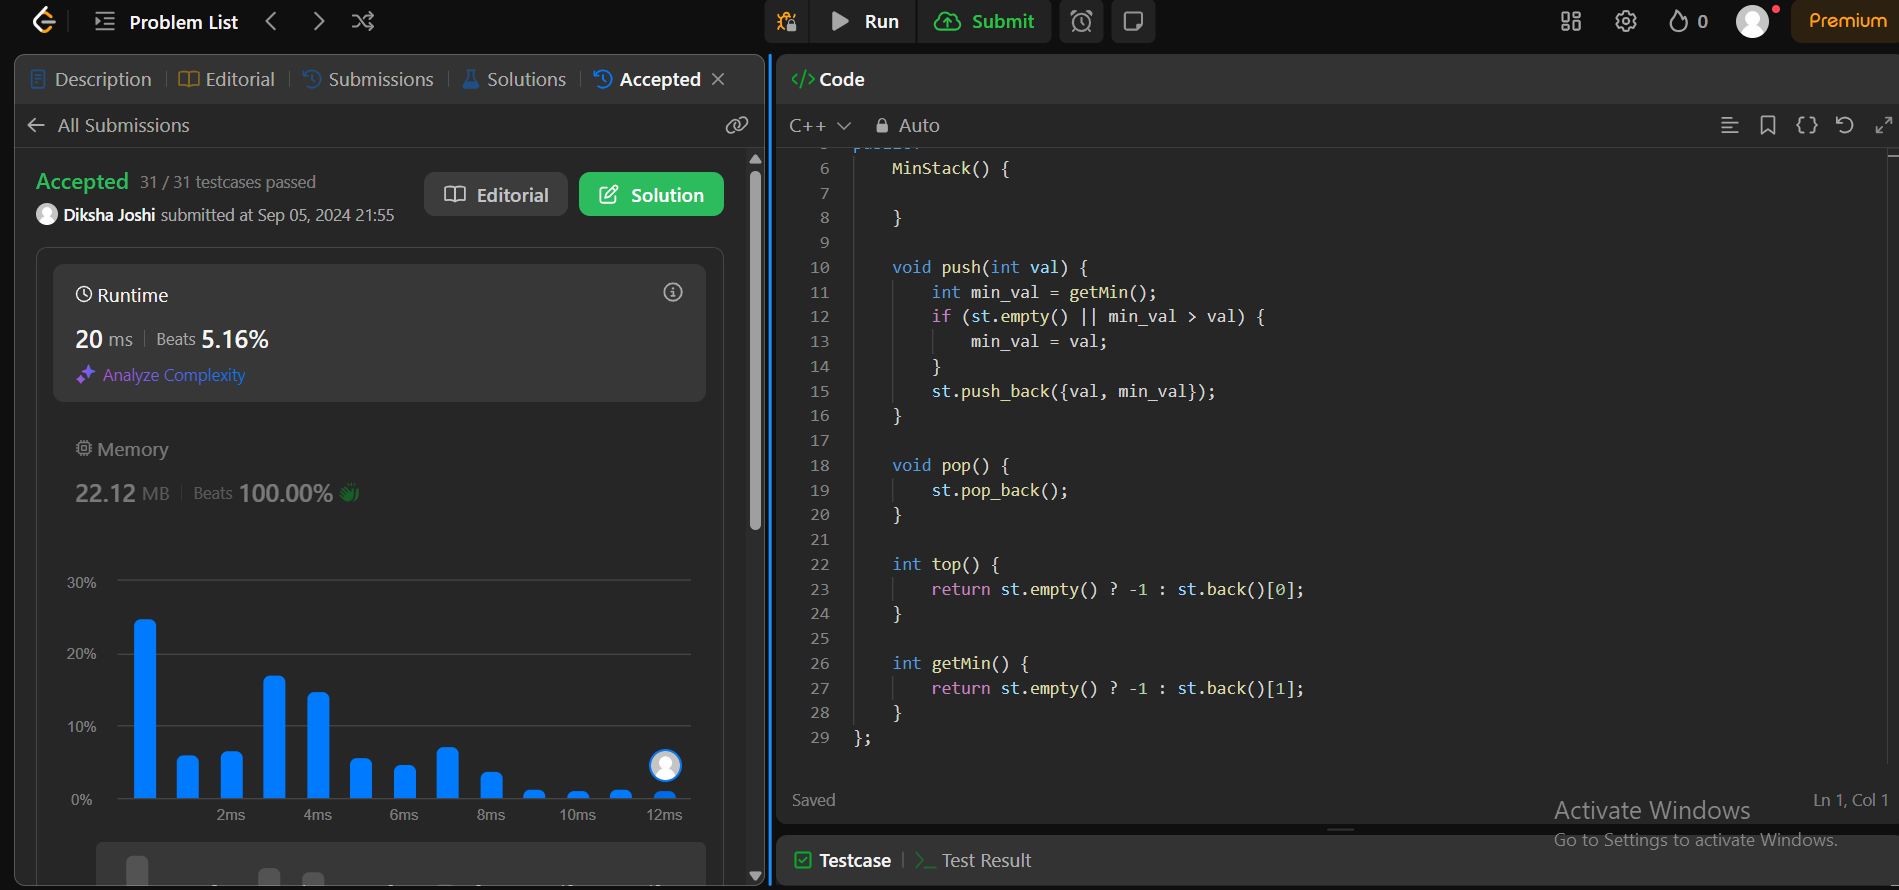 Problem List
Run
Submit
0
Premium
Description
Editorial
Submissions
Solutions
Accepted
All Submissions
Accepted 31 / 31 testcases passed
Diksha Joshi submitted at Sep 05, 2024 21:55
Editorial
Solution
Runtime
20 ms | Beats 5.16%
Analyze Complexity
Memory
22.12 MB | Beats 100.00%
30%
20%
10%
0%
2ms 4ms 6ms 8ms 10ms 12ms
</> Code
C++ Auto
6 MinStack() {
7
8 }
9
10 void push(int val) {
11 int min_val = getMin();
12 if (st.empty() || min_val > val) {
13 min_val = val;
14 }
15 st.push_back({val, min_val});
16 }
17
18 void pop() {
19 st.pop_back();
20 }
21
22 int top() {
23 return st.empty() ? -1 : st.back()[0];
24 }
25
26 int getMin() {
27 return st.empty() ? -1 : st.back()[1];
28 }
29 };
Saved
Ln 1, Col 1
Activate Windows
Go to Settings to activate Windows.
Testcase
Test Result